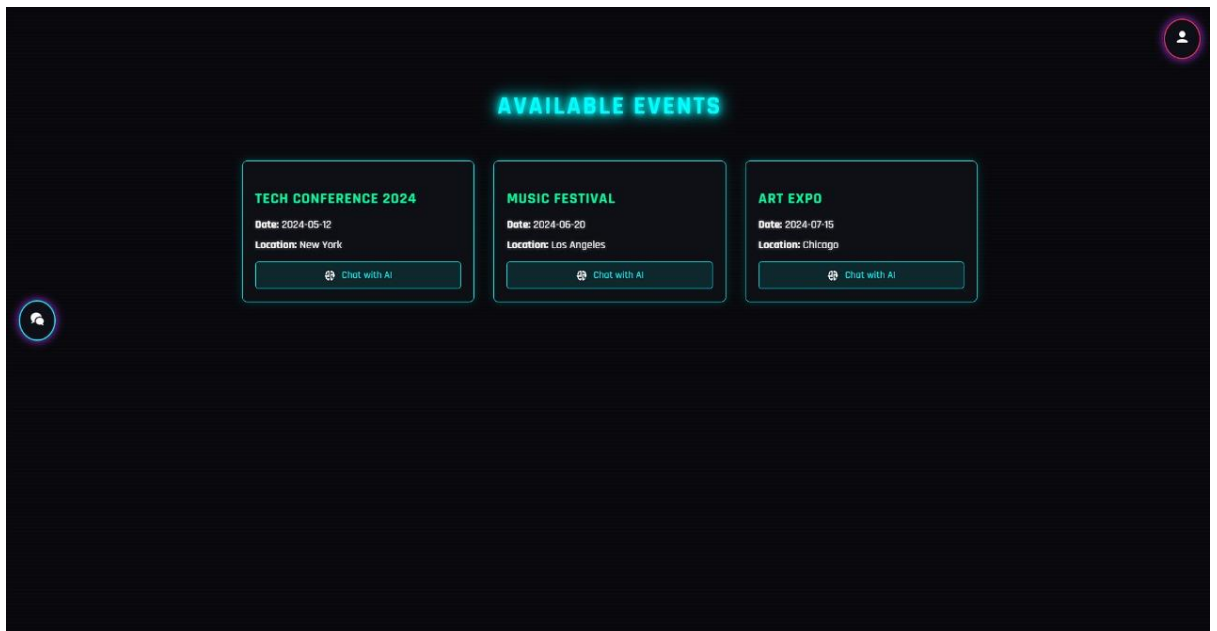 AVAILABLE EVENTS
TECH CONFERENCE 2024
Date: 2024-05-12
Location: New York
Chat with AI
MUSIC FESTIVAL
Date: 2024-06-20
Location: Los Angeles
Chat with AI
ART EXPO
Date: 2024-07-15
Location: Chicago
Chat with AI